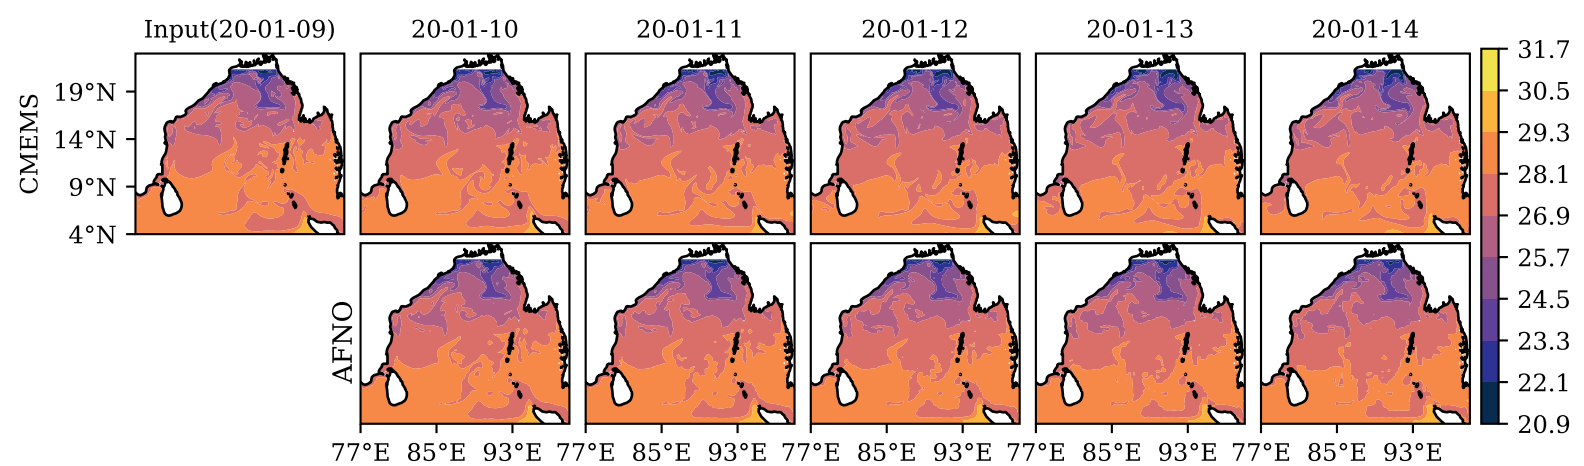 Input(20-01-09) 20-01-10 20-01-11 20-01-12 20-01-13 20-01-14
CMEMS
19°N
14°N
9°N
4°N
AFNO
77°E 85°E 93°E 77°E 85°E 93°E 77°E 85°E 93°E 77°E 85°E 93°E 77°E 85°E 93°E
31.7
30.5
29.3
28.1
26.9
25.7
24.5
23.3
22.1
20.9